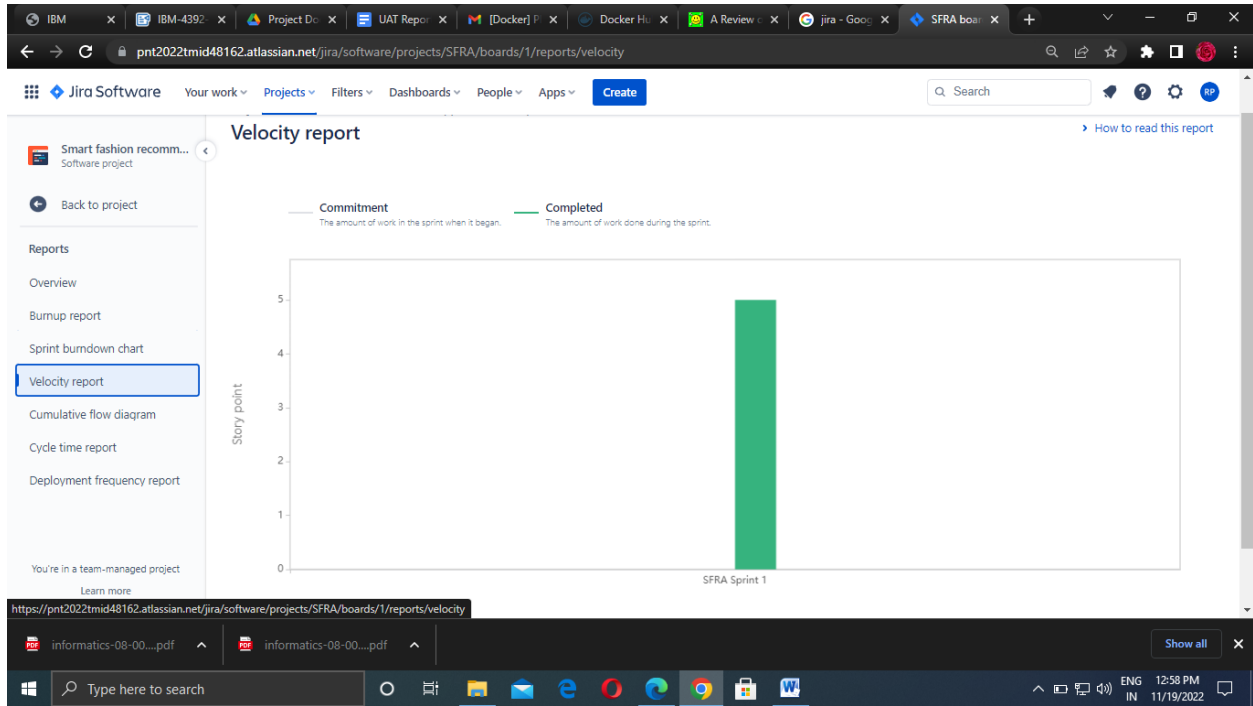 IBM
IBM-4392-
Project Do
UAT Repor
[Docker] P
Docker Hu
A Review o
jira - Goog
SFRA boar
pnt2022tmid48162.atlassian.net/jira/software/projects/SFRA/boards/1/reports/velocity
Jira Software Your work Projects Filters Dashboards People Apps Create Search RP
Smart fashion recomm...
Software project
Back to project
Reports
Overview
Burnup report
Sprint burndown chart
Velocity report
Cumulative flow diagram
Cycle time report
Deployment frequency report
You're in a team-managed project
Learn more
Velocity report
How to read this report
Commitment
The amount of work in the sprint when it began.
Completed
The amount of work done during the sprint.
Story point
5
4
3
2
1
0
SFRA Sprint 1
https://pnt2022tmid48162.atlassian.net/jira/software/projects/SFRA/boards/1/reports/velocity
informatics-08-00....pdf
informatics-08-00....pdf
Show all
Type here to search
ENG
IN
12:58 PM
11/19/2022